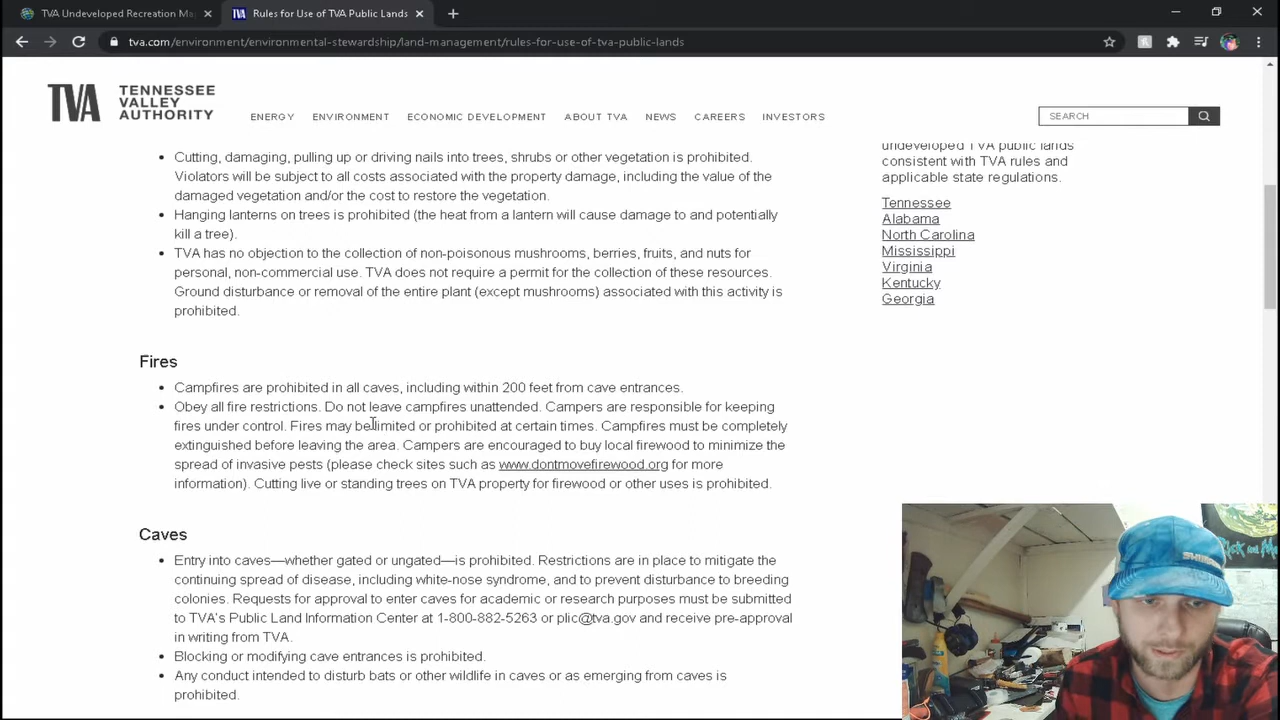 TVA Undeveloped Recreation Ma
Rules for Use of TVA Public Lands
tva.com/environment/environmental-stewardship/land-management/rules-for-use-of-tva-public-lands
TVA
TENNESSEE
VALLEY
AUTHORITY
ENERGY
ENVIRONMENT
ECONOMIC DEVELOPMENT
ABOUT TVA
NEWS
CAREERS
INVESTORS
SEARCH
Cutting, damaging, pulling up or driving nails into trees, shrubs or other vegetation is prohibited.
Violators will be subject to all costs associated with the property damage, including the value of the
damaged vegetation and/or the cost to restore the vegetation.
Hanging lanterns on trees is prohibited (the heat from a lantern will cause damage to and potentially
kill a tree).
TVA has no objection to the collection of non-poisonous mushrooms, berries, fruits, and nuts for
personal, non-commercial use. TVA does not require a permit for the collection of these resources.
Ground disturbance or removal of the entire plant (except mushrooms) associated with this activity is
prohibited.
undeveloped TVA public lands
consistent with TVA rules and
applicable state regulations.
Tennessee
Alabama
North Carolina
Mississippi
Virginia
Kentucky
Georgia
Fires
Campfires are prohibited in all caves, including within 200 feet from cave entrances.
Obey all fire restrictions. Do not leave campfires unattended. Campers are responsible for keeping
fires under control. Fires may be limited or prohibited at certain times. Campfires must be completely
extinguished before leaving the area. Campers are encouraged to buy local firewood to minimize the
spread of invasive pests (please check sites such as www.dontmovefirewood.org for more
information). Cutting live or standing trees on TVA property for firewood or other uses is prohibited.
Caves
Entry into caves—whether gated or ungated—is prohibited. Restrictions are in place to mitigate the
continuing spread of disease, including white-nose syndrome, and to prevent disturbance to breeding
colonies. Requests for approval to enter caves for academic or research purposes must be submitted
to TVA's Public Land Information Center at 1-800-882-5263 or plic@tva.gov and receive pre-approval
in writing from TVA.
Blocking or modifying cave entrances is prohibited.
Any conduct intended to disturb bats or other wildlife in caves or as emerging from caves is
prohibited.